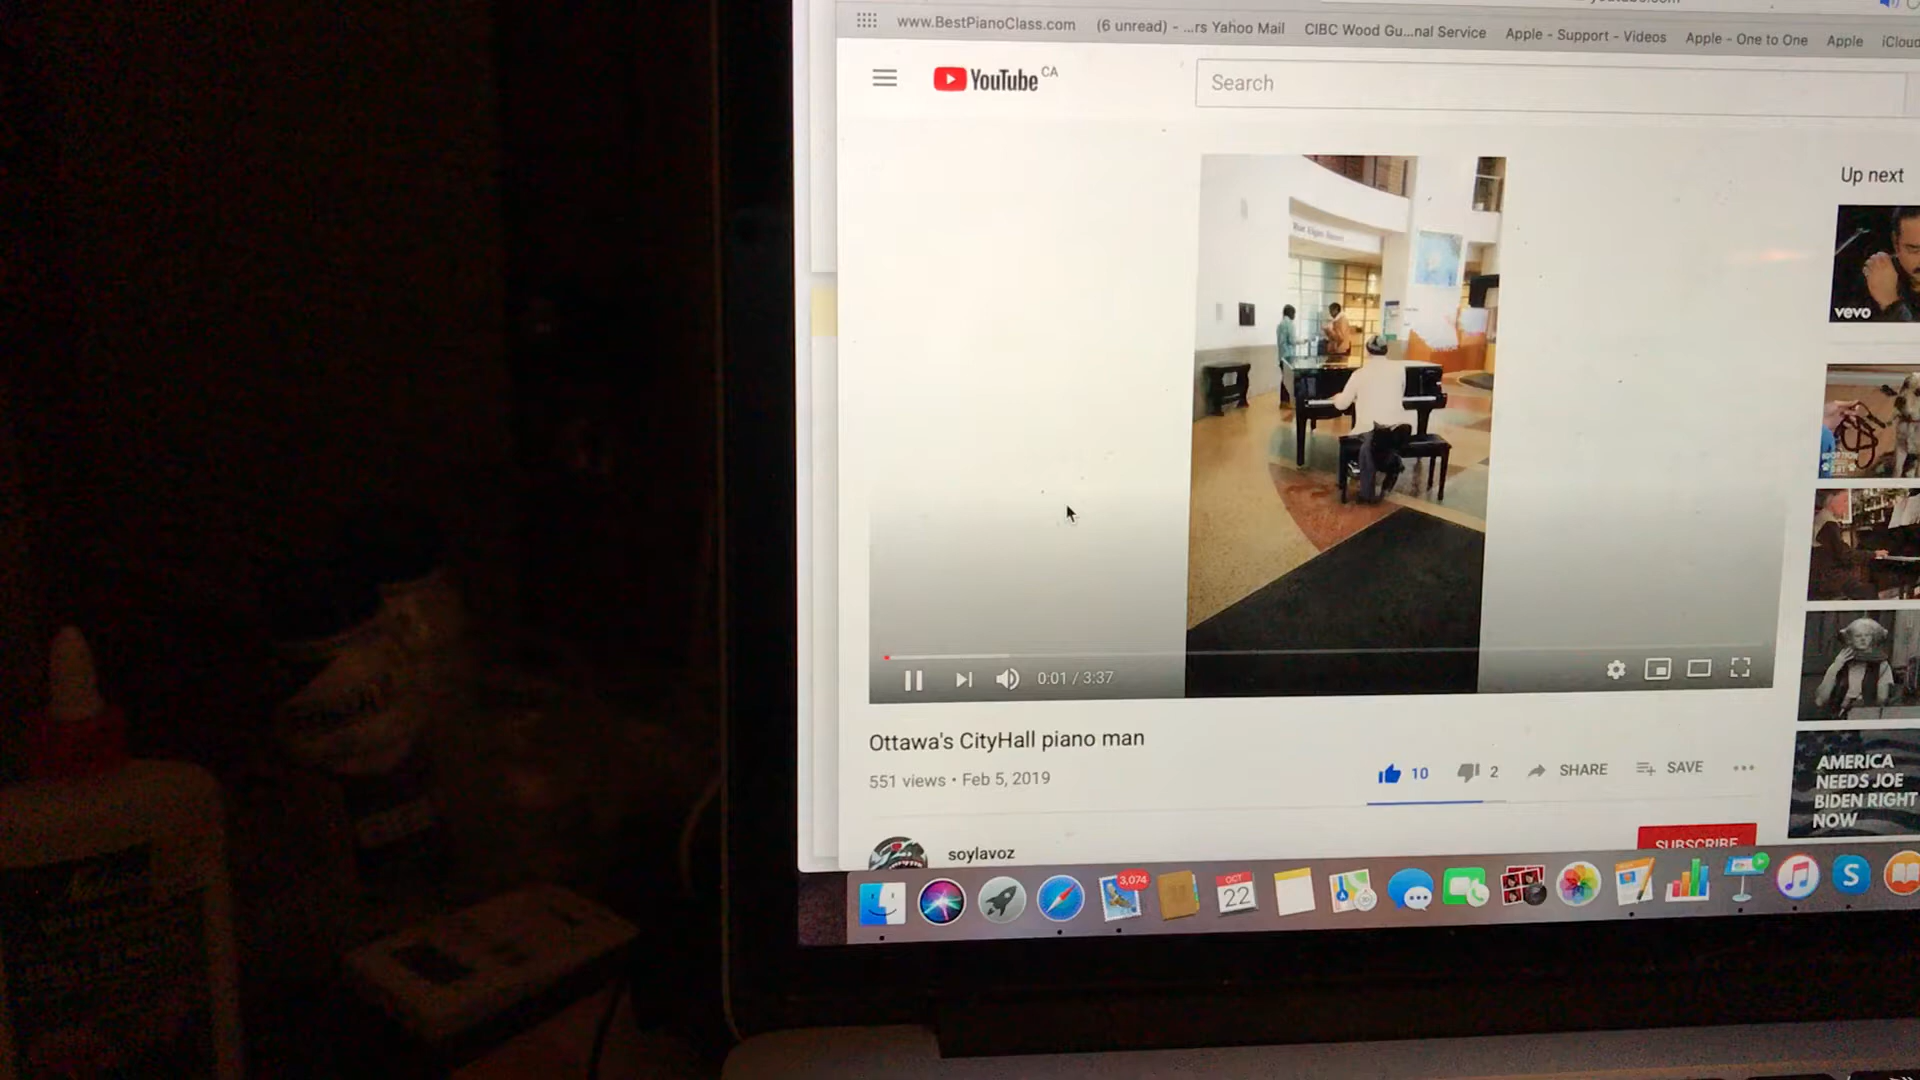 www.BestPianoClass.com (6 unread) - ...rs Yahoo Mail CIBC Wood Gu...nal Service Apple - Support - Videos Apple - One to One Apple iCloud
YouTube CA
Search
Up next
vevo
0:01 / 3:37
Ottawa's CityHall piano man
551 views • Feb 5, 2019
10 2 SHARE SAVE
AMERICA
NEEDS JOE
BIDEN RIGHT
NOW
soylavoz
SUBSCRIBE
3,074
OCT
22
S